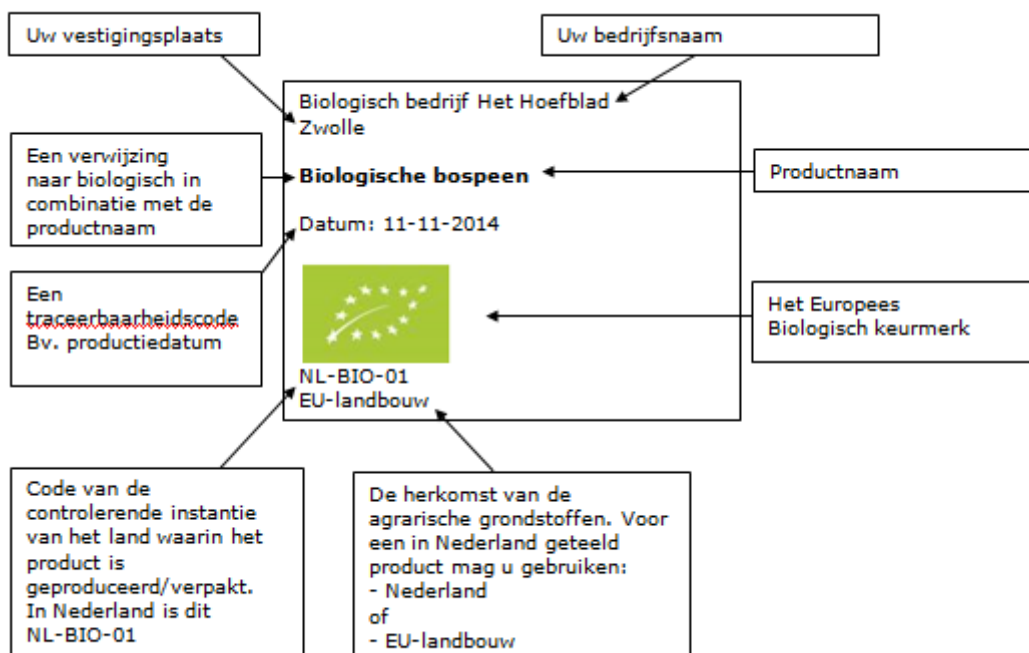 Uw vestigingsplaats
Uw bedrijfsnaam
Biologisch bedrijf Het Hoefblad
Zwolle
Een verwijzing
naar biologisch in
combinatie met de
productnaam
Biologische bospeen
Productnaam
Datum: 11-11-2014
Een
traceerbaarheidscode
Bv. productiedatum
Het Europees
Biologisch keurmerk
NL-BIO-01
EU-landbouw
Code van de
controlerende instantie
van het land waarin het
product is
geproduceerd/verpakt.
In Nederland is dit
NL-BIO-01
De herkomst van de
agrarische grondstoffen. Voor
een in Nederland geteeld
product mag u gebruiken:
- Nederland
of
- EU-landbouw